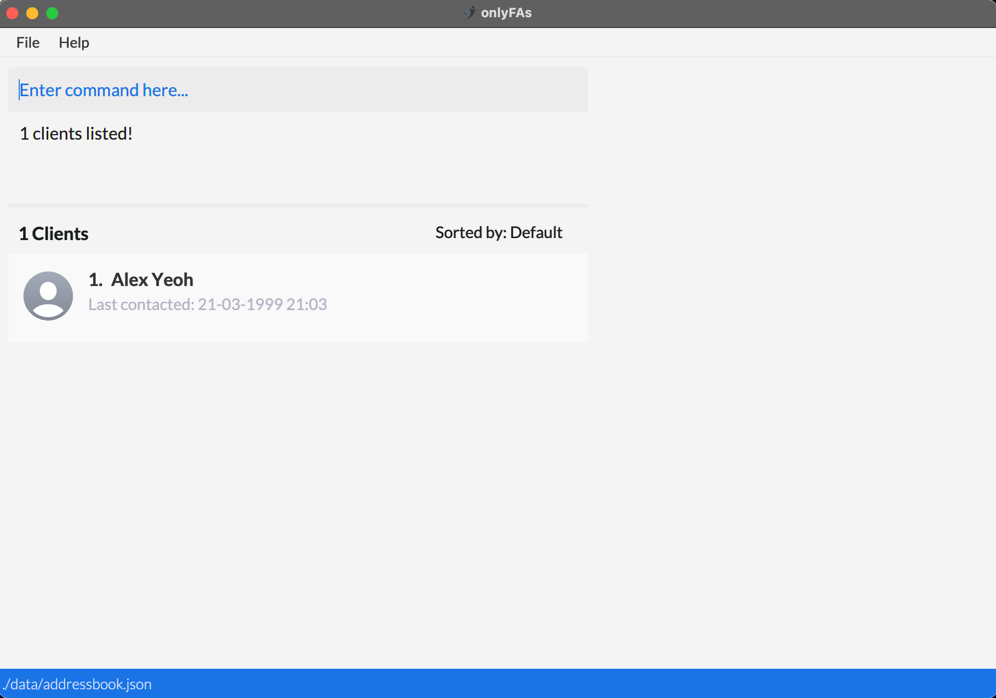 onlyFAs
File Help
Enter command here...
1 clients listed!
1 Clients Sorted by: Default
1. Alex Yeoh
Last contacted: 21-03-1999 21:03
./data/addressbook.json